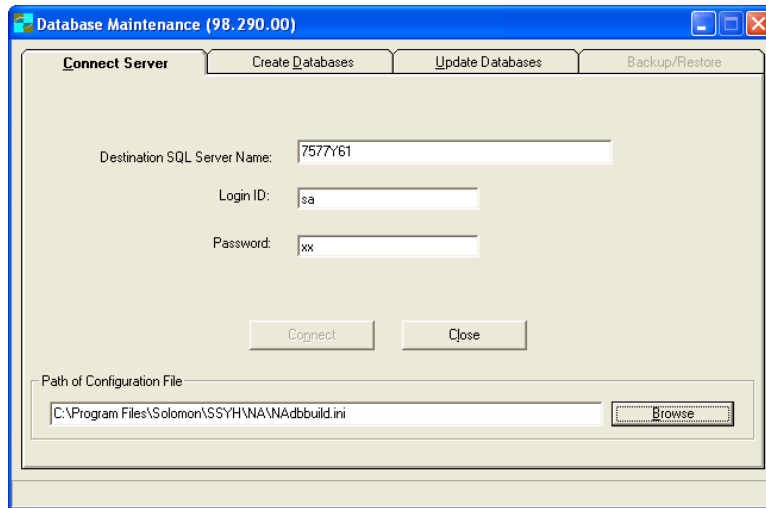 Database Maintenance (98.290.00)
Connect Server Create Databases Update Databases Backup/Restore
Destination SQL Server Name: 7577Y61
Login ID: sa
Password: xx
Connect Close
Path of Configuration File
C:\Program Files\Solomon\SSYH\NA\NAdbbuild.ini Browse